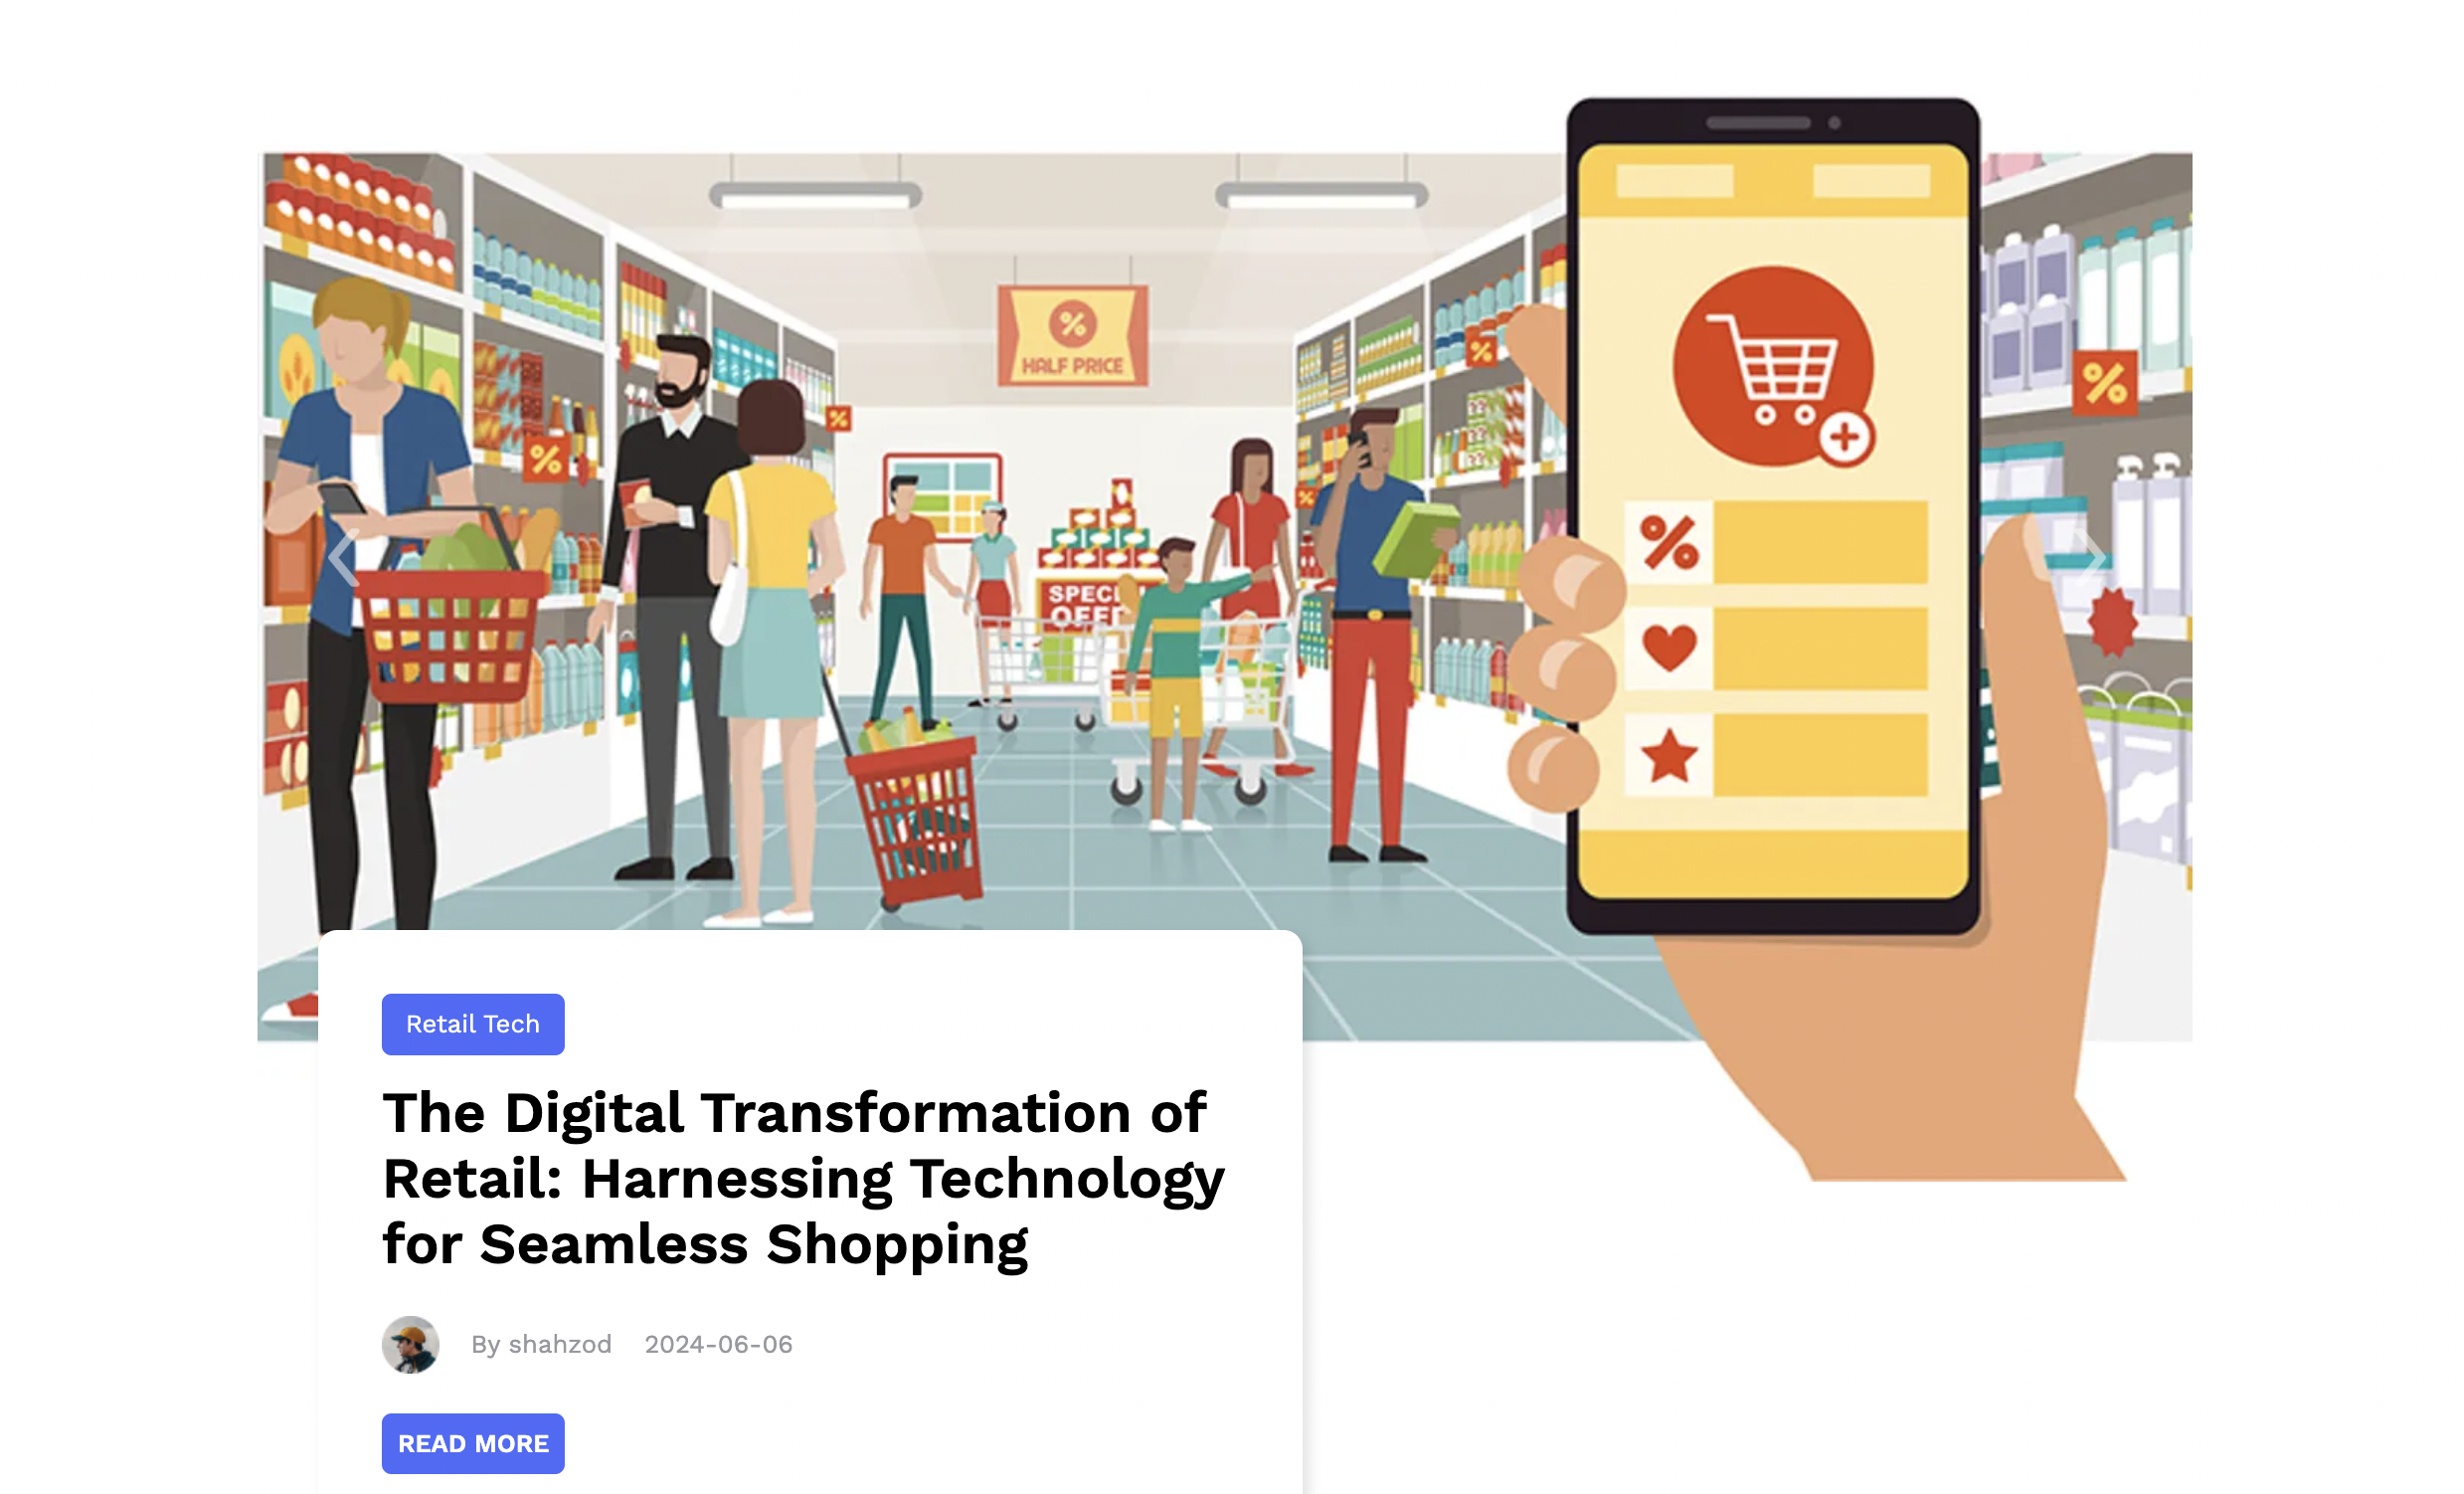 %
HALF PRICE
%
%
%
%
%
SPECI
OFFE
%
Retail Tech
The Digital Transformation of
Retail: Harnessing Technology
for Seamless Shopping
By shahzod 2024-06-06
READ MORE